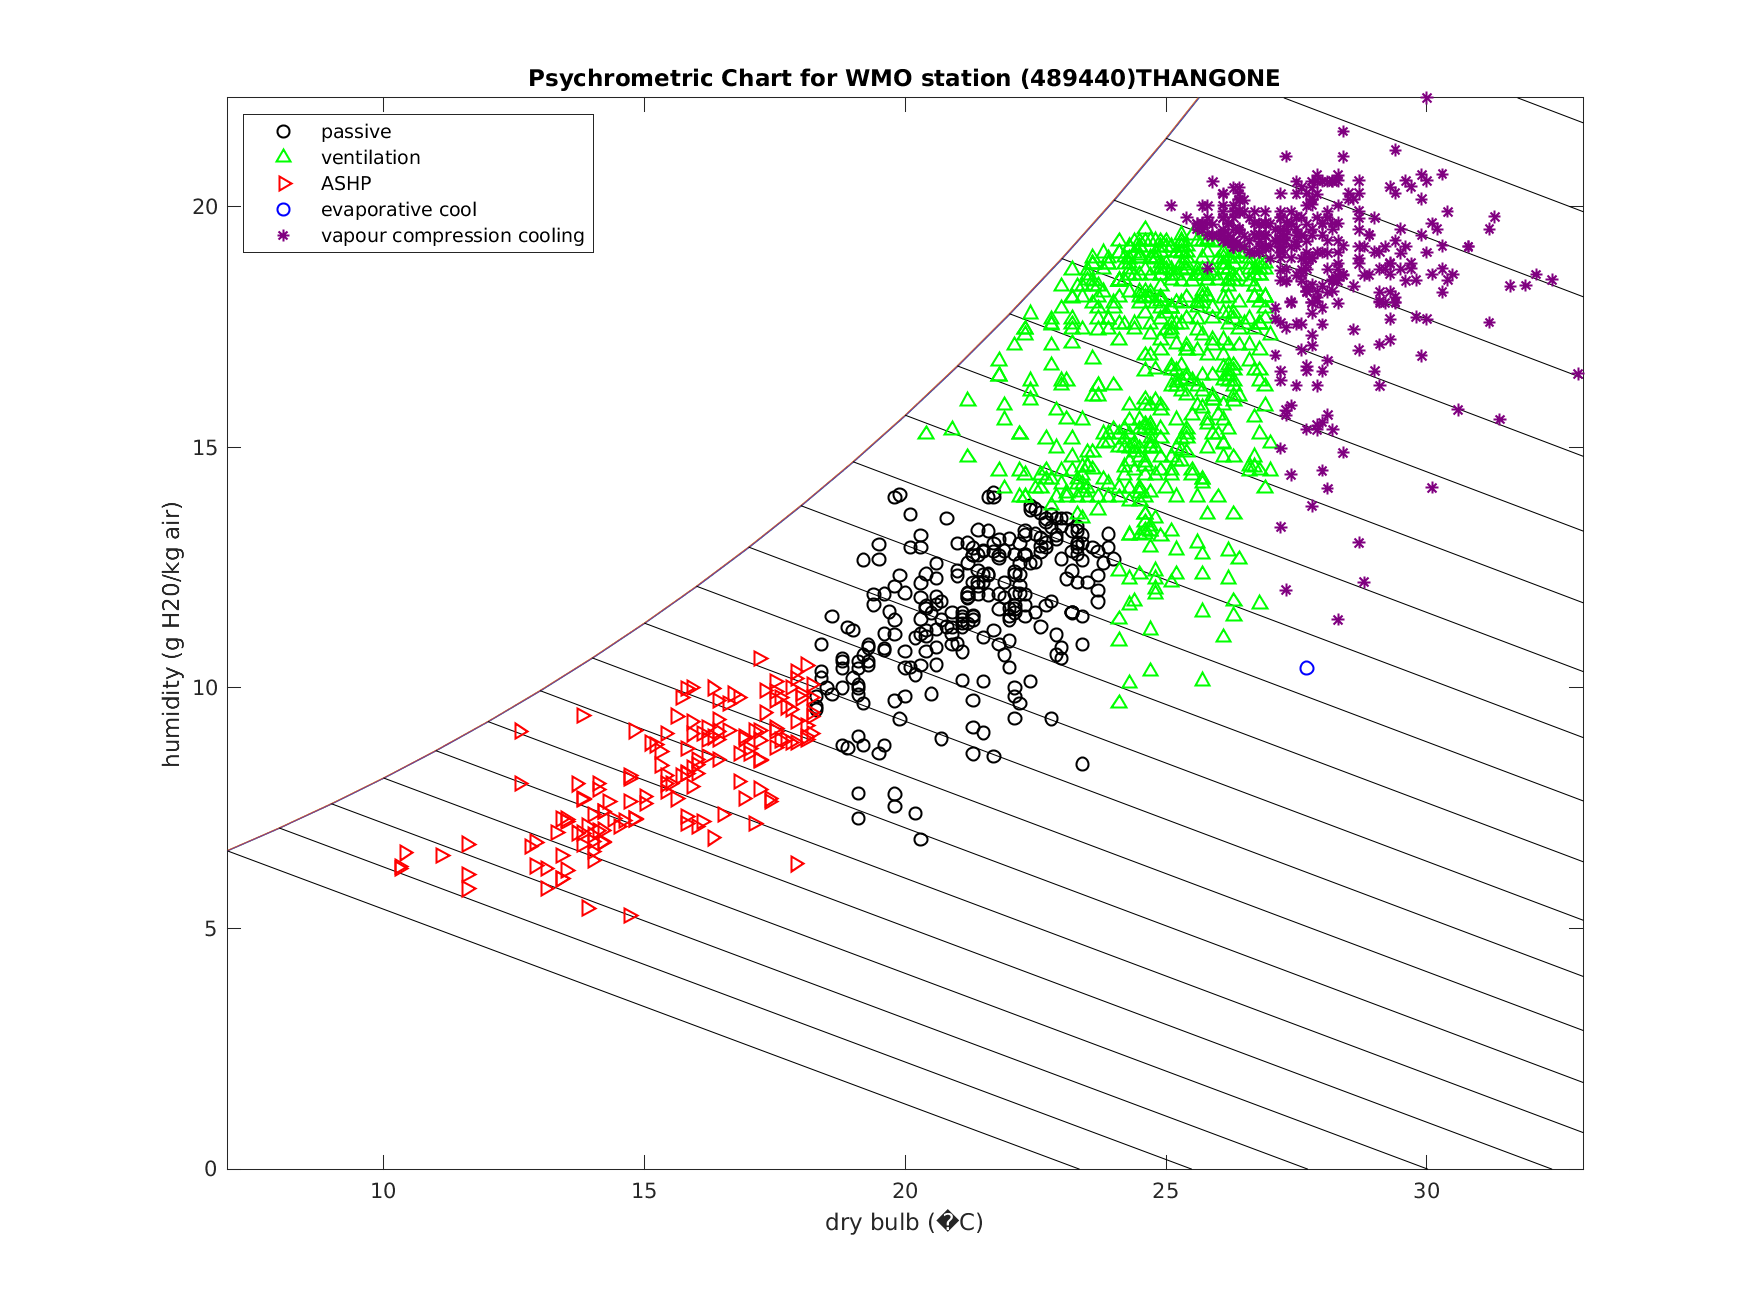 Psychrometric Chart for WMO station (489440)THANGONE
passive
ventilation
ASHP
evaporative cool
vapour compression cooling
humidity (g H20/kg air)
20
15
10
5
0
10 15 20 25 30
dry bulb (�C)